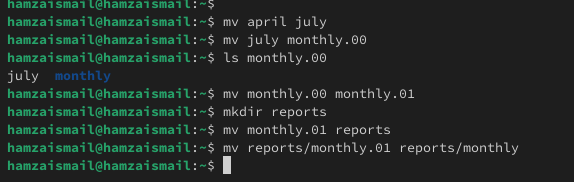 hamzaismail@hamzaismail:~$
hamzaismail@hamzaismail:~$ mv april july
hamzaismail@hamzaismail:~$ mv july monthly.00
hamzaismail@hamzaismail:~$ ls monthly.00
july  monthly
hamzaismail@hamzaismail:~$ mv monthly.00 monthly.01
hamzaismail@hamzaismail:~$ mkdir reports
hamzaismail@hamzaismail:~$ mv monthly.01 reports
hamzaismail@hamzaismail:~$ mv reports/monthly.01 reports/monthly
hamzaismail@hamzaismail:~$